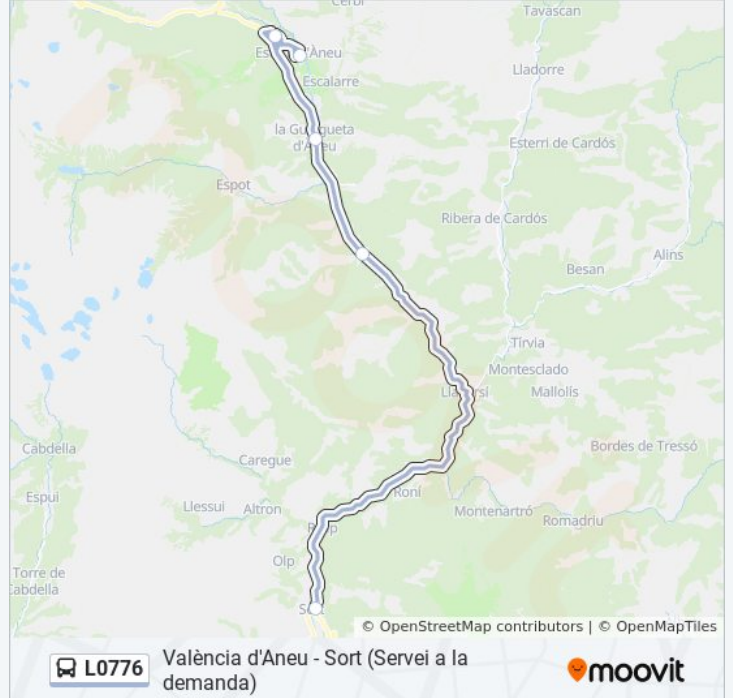 Cerbi
Tavascan
d'Àneu
Lladorre
Escalarre
la Gu
d'
Esterri de Cardós
Espot
Ribera de Cardós
Alins
Besan
Tírvia
Montesclado
Mallolís
Cabdella
Bordes de Tressó
Caregue
Espui
Roní
Llessui
Altron
Montenartró
Romadriu
Olp
Torre de
Cabdella
© OpenStreetMap contributors | © OpenMapTiles
L0776
València d'Aneu - Sort (Servei a la
demanda)
moovit